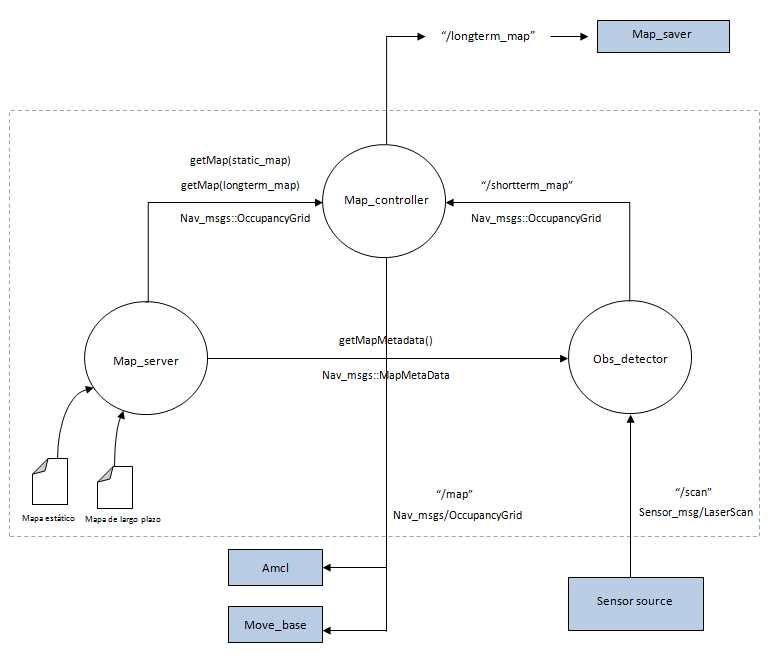 “/longterm_map”
Map_saver
getMap(static_map)
getMap(longterm_map)
Nav_msgs::OccupancyGrid
Map_controller
“/shortterm_map”
Nav_msgs::OccupancyGrid
getMapMetadata()
Map_server
Obs_detector
Nav_msgs::MapMetaData
Mapa estático
Mapa de largo plazo
“/map”
Nav_msgs/OccupancyGrid
“/scan”
Sensor_msg/LaserScan
Amcl
Move_base
Sensor source